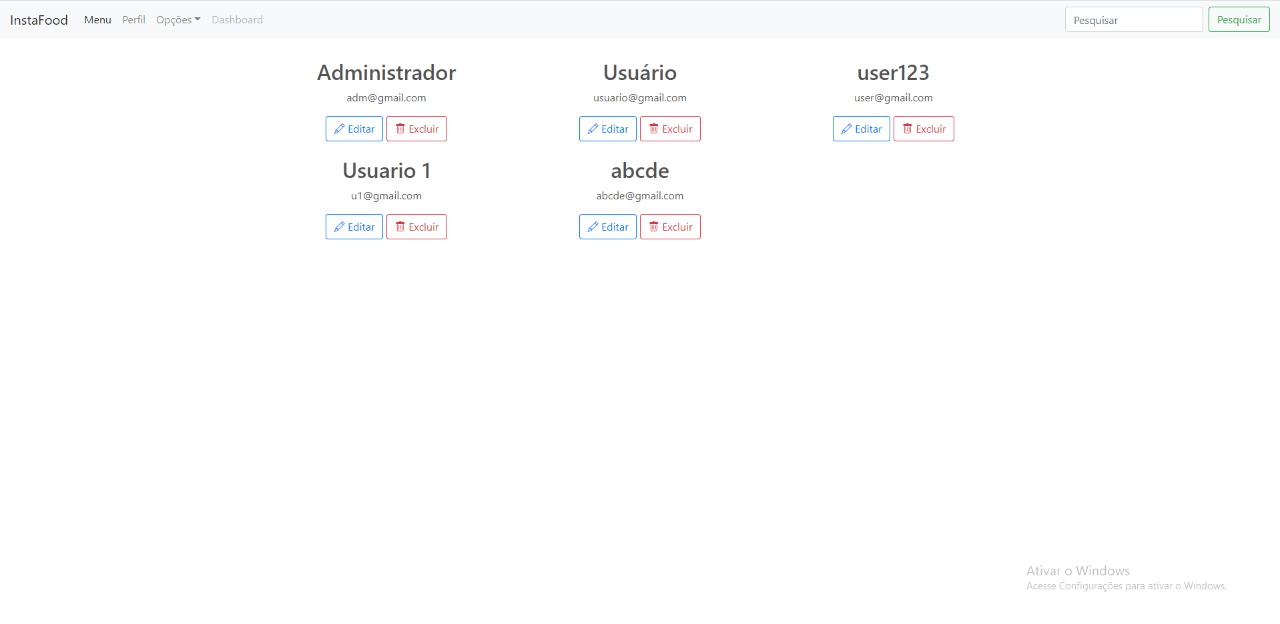 InstaFood Menu Perfil Opções Dashboard Pesquisar Pesquisar
Administrador Usuário user123
adm@gmail.com usuario@gmail.com user@gmail.com
Editar Excluir Editar Excluir Editar Excluir
Usuario 1 abcde
u1@gmail.com abcde@gmail.com
Editar Excluir Editar Excluir
Ativar o Windows
Acesse Configurações para ativar o Windows.